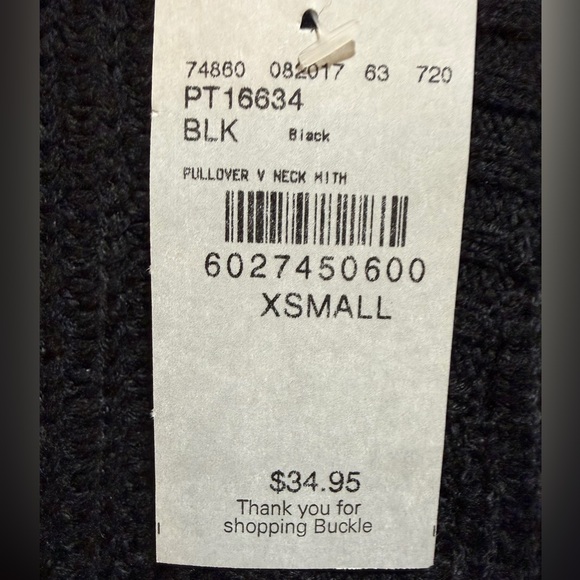 74860 082017 63 720
PT16634
BLK Black
PULLOVER V NECK WITH
6027450600
XSMALL
$34.95
Thank you for
shopping Buckle